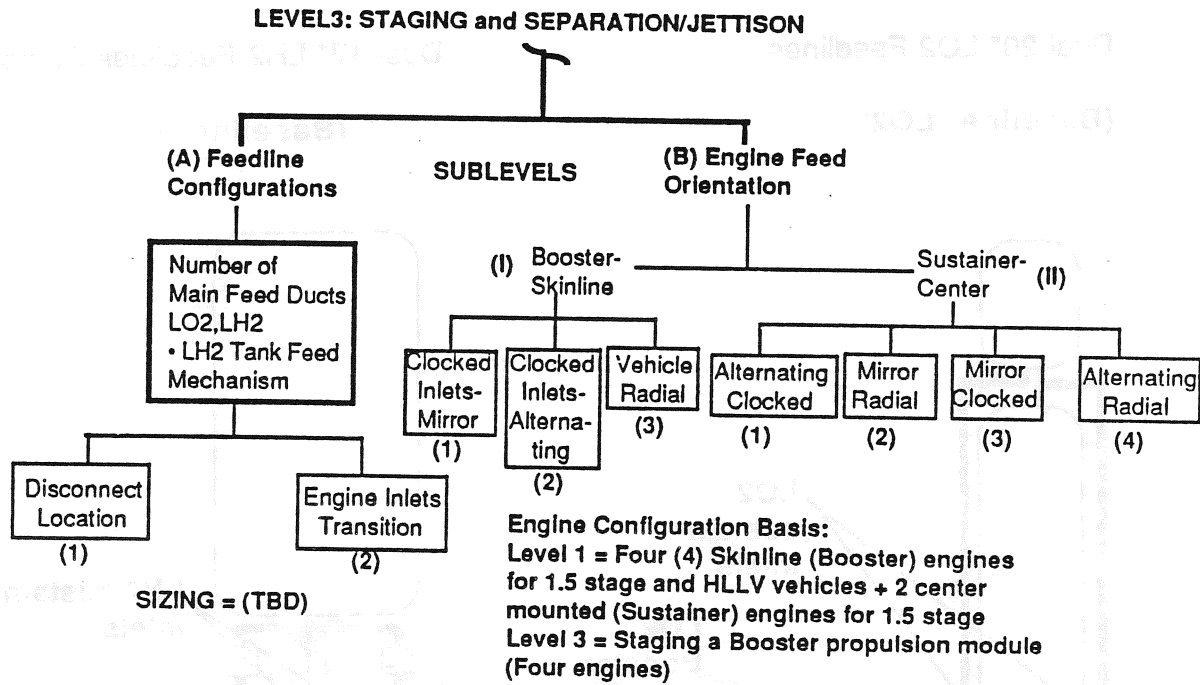 LEVEL3: STAGING and SEPARATION/JETTISON
(A) Feedline
Configurations
SUBLEVELS
(B) Engine Feed
Orientation
Number of
Main Feed Ducts
LO2,LH2
• LH2 Tank Feed
Mechanism
Disconnect
Location
(1)
Engine Inlets
Transition
(2)
SIZING = (TBD)
(I)
Booster-
Skinline
Sustainer-
Center
(II)
Clocked
Inlets-
Mirror
(1)
Clocked
Inlets-
Alterna-
ting
(2)
Vehicle
Radial
(3)
Alternating
Clocked
(1)
Mirror
Radial
(2)
Mirror
Clocked
(3)
Alternating
Radial
(4)
Engine Configuration Basis:
Level 1 = Four (4) Skinline (Booster) engines
for 1.5 stage and HLLV vehicles + 2 center
mounted (Sustainer) engines for 1.5 stage
Level 3 = Staging a Booster propulsion module
(Four engines)